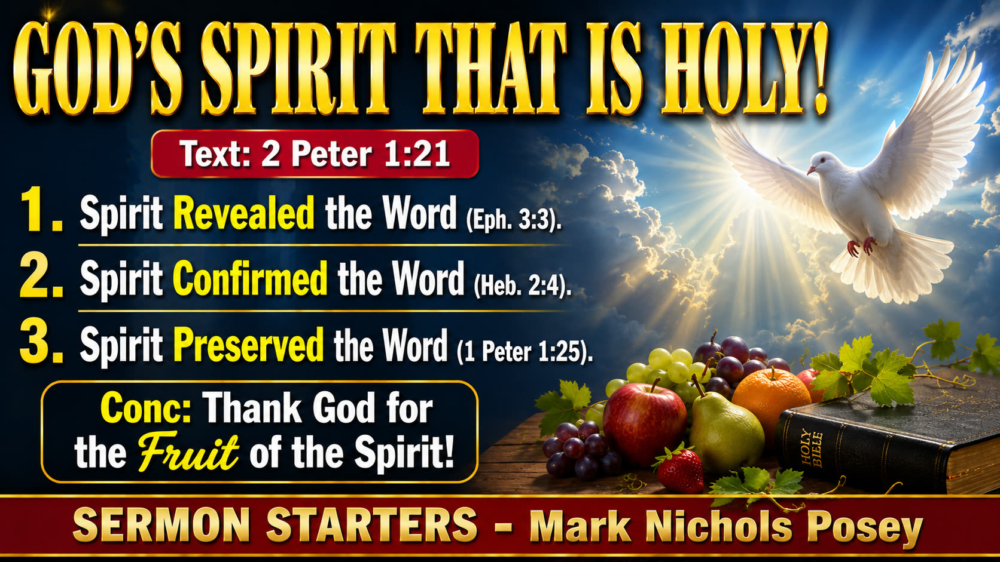 GOD'S SPIRIT THAT IS HOLY!
Text: 2 Peter 1:21
1. Spirit Revealed the Word (Eph. 3:3).
2. Spirit Confirmed the Word (Heb. 2:4).
3. Spirit Preserved the Word (1 Peter 1:25).
Conc: Thank God for
the Fruit of the Spirit!
HOLY
BIBLE
SERMON STARTERS - Mark Nichols Posey